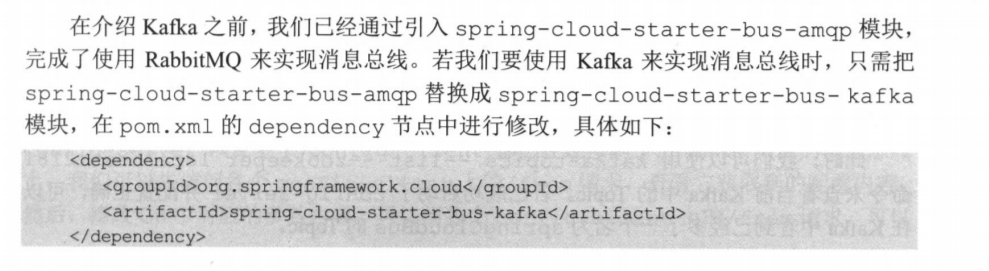 在介绍 Kafka 之前，我们已经通过引入 spring-cloud-starter-bus-amqp 模块，
完成了使用 RabbitMQ 来实现消息总线。若我们要使用 Kafka 来实现消息总线时，只需把
spring-cloud-starter-bus-amqp 替换成 spring-cloud-starter-bus- kafka
模块，在 pom.xml 的 dependency 节点中进行修改，具体如下：
<dependency>
<groupId>org.springframework.cloud</groupId>
<artifactId>spring-cloud-starter-bus-kafka</artifactId>
</dependency>